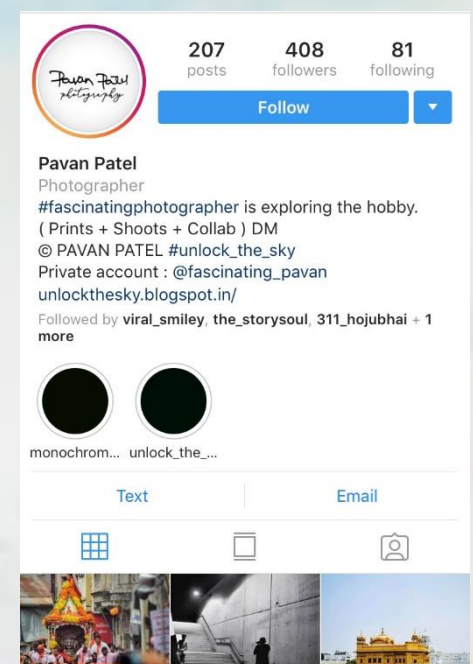 Pavan Patel
photography
207 408 81
posts followers following
Follow
Pavan Patel
Photographer
#fascinatingphotographer is exploring the hobby.
( Prints + Shoots + Collab ) DM
© PAVAN PATEL #unlock_the_sky
Private account : @fascinating_pavan
unlockthesky.blogspot.in/
Followed by viral_smiley, the_storysoul, 311_hojubhai + 1
more
monochrom... unlock_the_...
Text Email